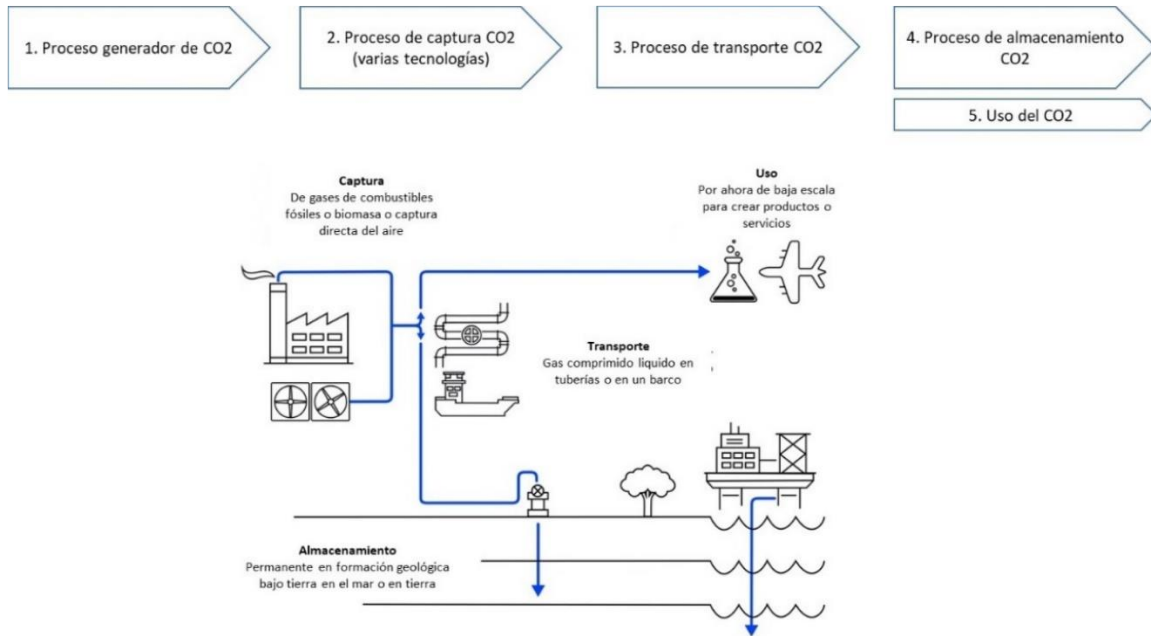 1. Proceso generador de CO2
2. Proceso de captura CO2
(varias tecnologías)
3. Proceso de transporte CO2
4. Proceso de almacenamiento
CO2
5. Uso del CO2
Captura
De gases de combustibles
fósiles o biomasa o captura
directa del aire
Uso
Por ahora de baja escala
para crear productos o
servicios
Transporte
Gas comprimido liquido en
tuberías o en un barco
Almacenamiento
Permanente en formación geológica
bajo tierra en el mar o en tierra